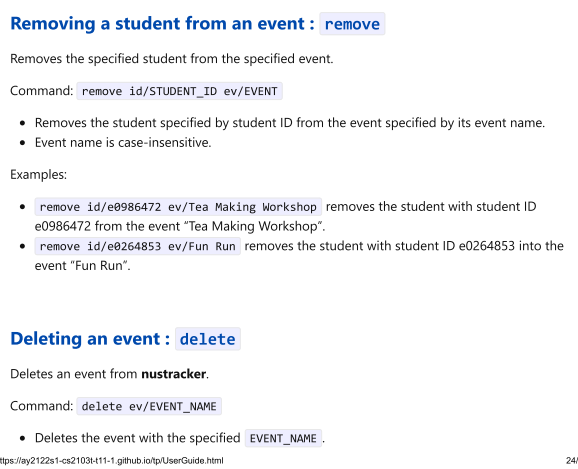 Removing a student from an event : remove
Removes the specified student from the specified event.
Command: remove id/STUDENT_ID ev/EVENT
• Removes the student specified by student ID from the event specified by its event name.
• Event name is case-insensitive.
Examples:
• remove id/e0986472 ev/Tea Making Workshop removes the student with student ID
e0986472 from the event “Tea Making Workshop”.
• remove id/e0264853 ev/Fun Run removes the student with student ID e0264853 into the
event “Fun Run”.
Deleting an event : delete
Deletes an event from nustracker.
Command: delete ev/EVENT_NAME
• Deletes the event with the specified EVENT_NAME.
ttps://ay2122s1-cs2103t-t11-1.github.io/tp/UserGuide.html 24/